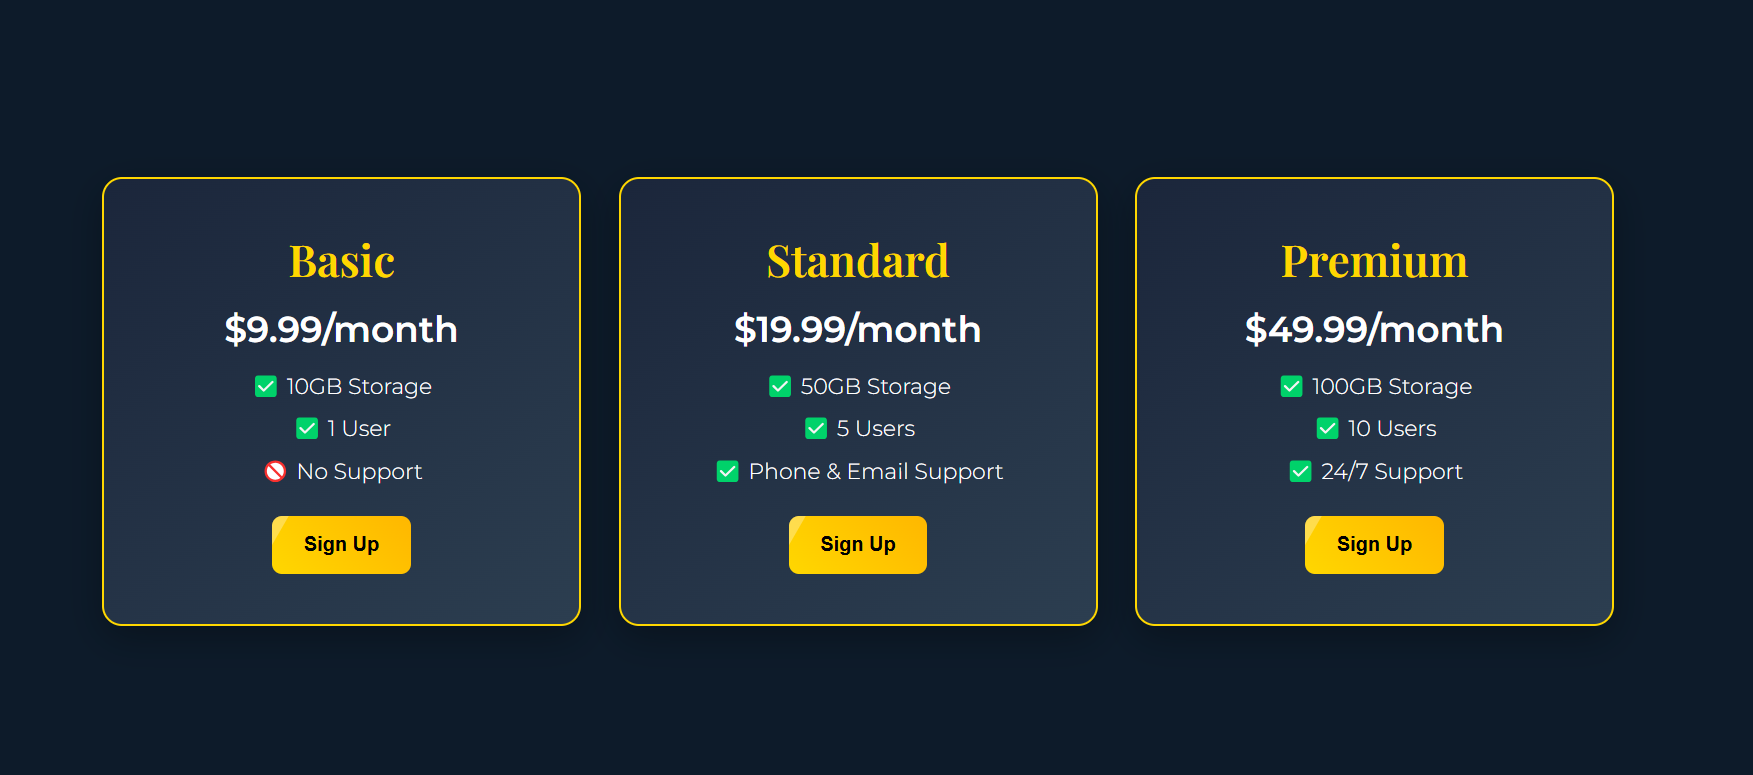 Basic
$9.99/month
✅ 10GB Storage
✅ 1 User
🚫 No Support
Sign Up
Standard
$19.99/month
✅ 50GB Storage
✅ 5 Users
✅ Phone & Email Support
Sign Up
Premium
$49.99/month
✅ 100GB Storage
✅ 10 Users
✅ 24/7 Support
Sign Up